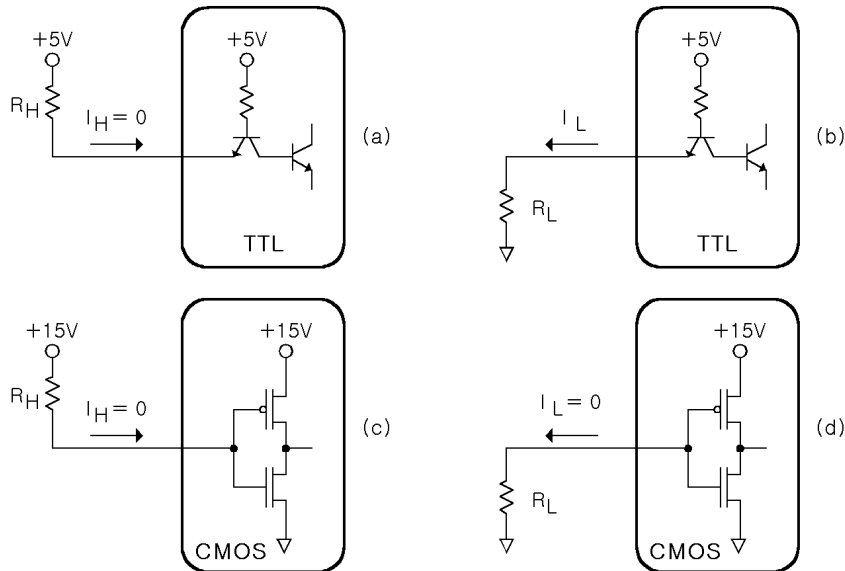 +5V
+5V
R_H
I_H = 0
(a)
TTL
+5V
I_L
(b)
R_L
TTL
+15V
+15V
R_H
I_H = 0
(c)
CMOS
+15V
I_L = 0
(d)
R_L
CMOS